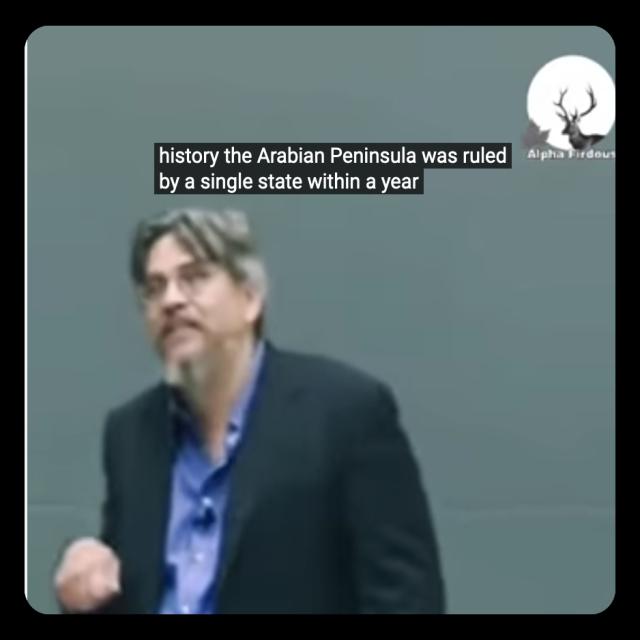 history the Arabian Peninsula was ruled
by a single state within a year
Alpha Firdous